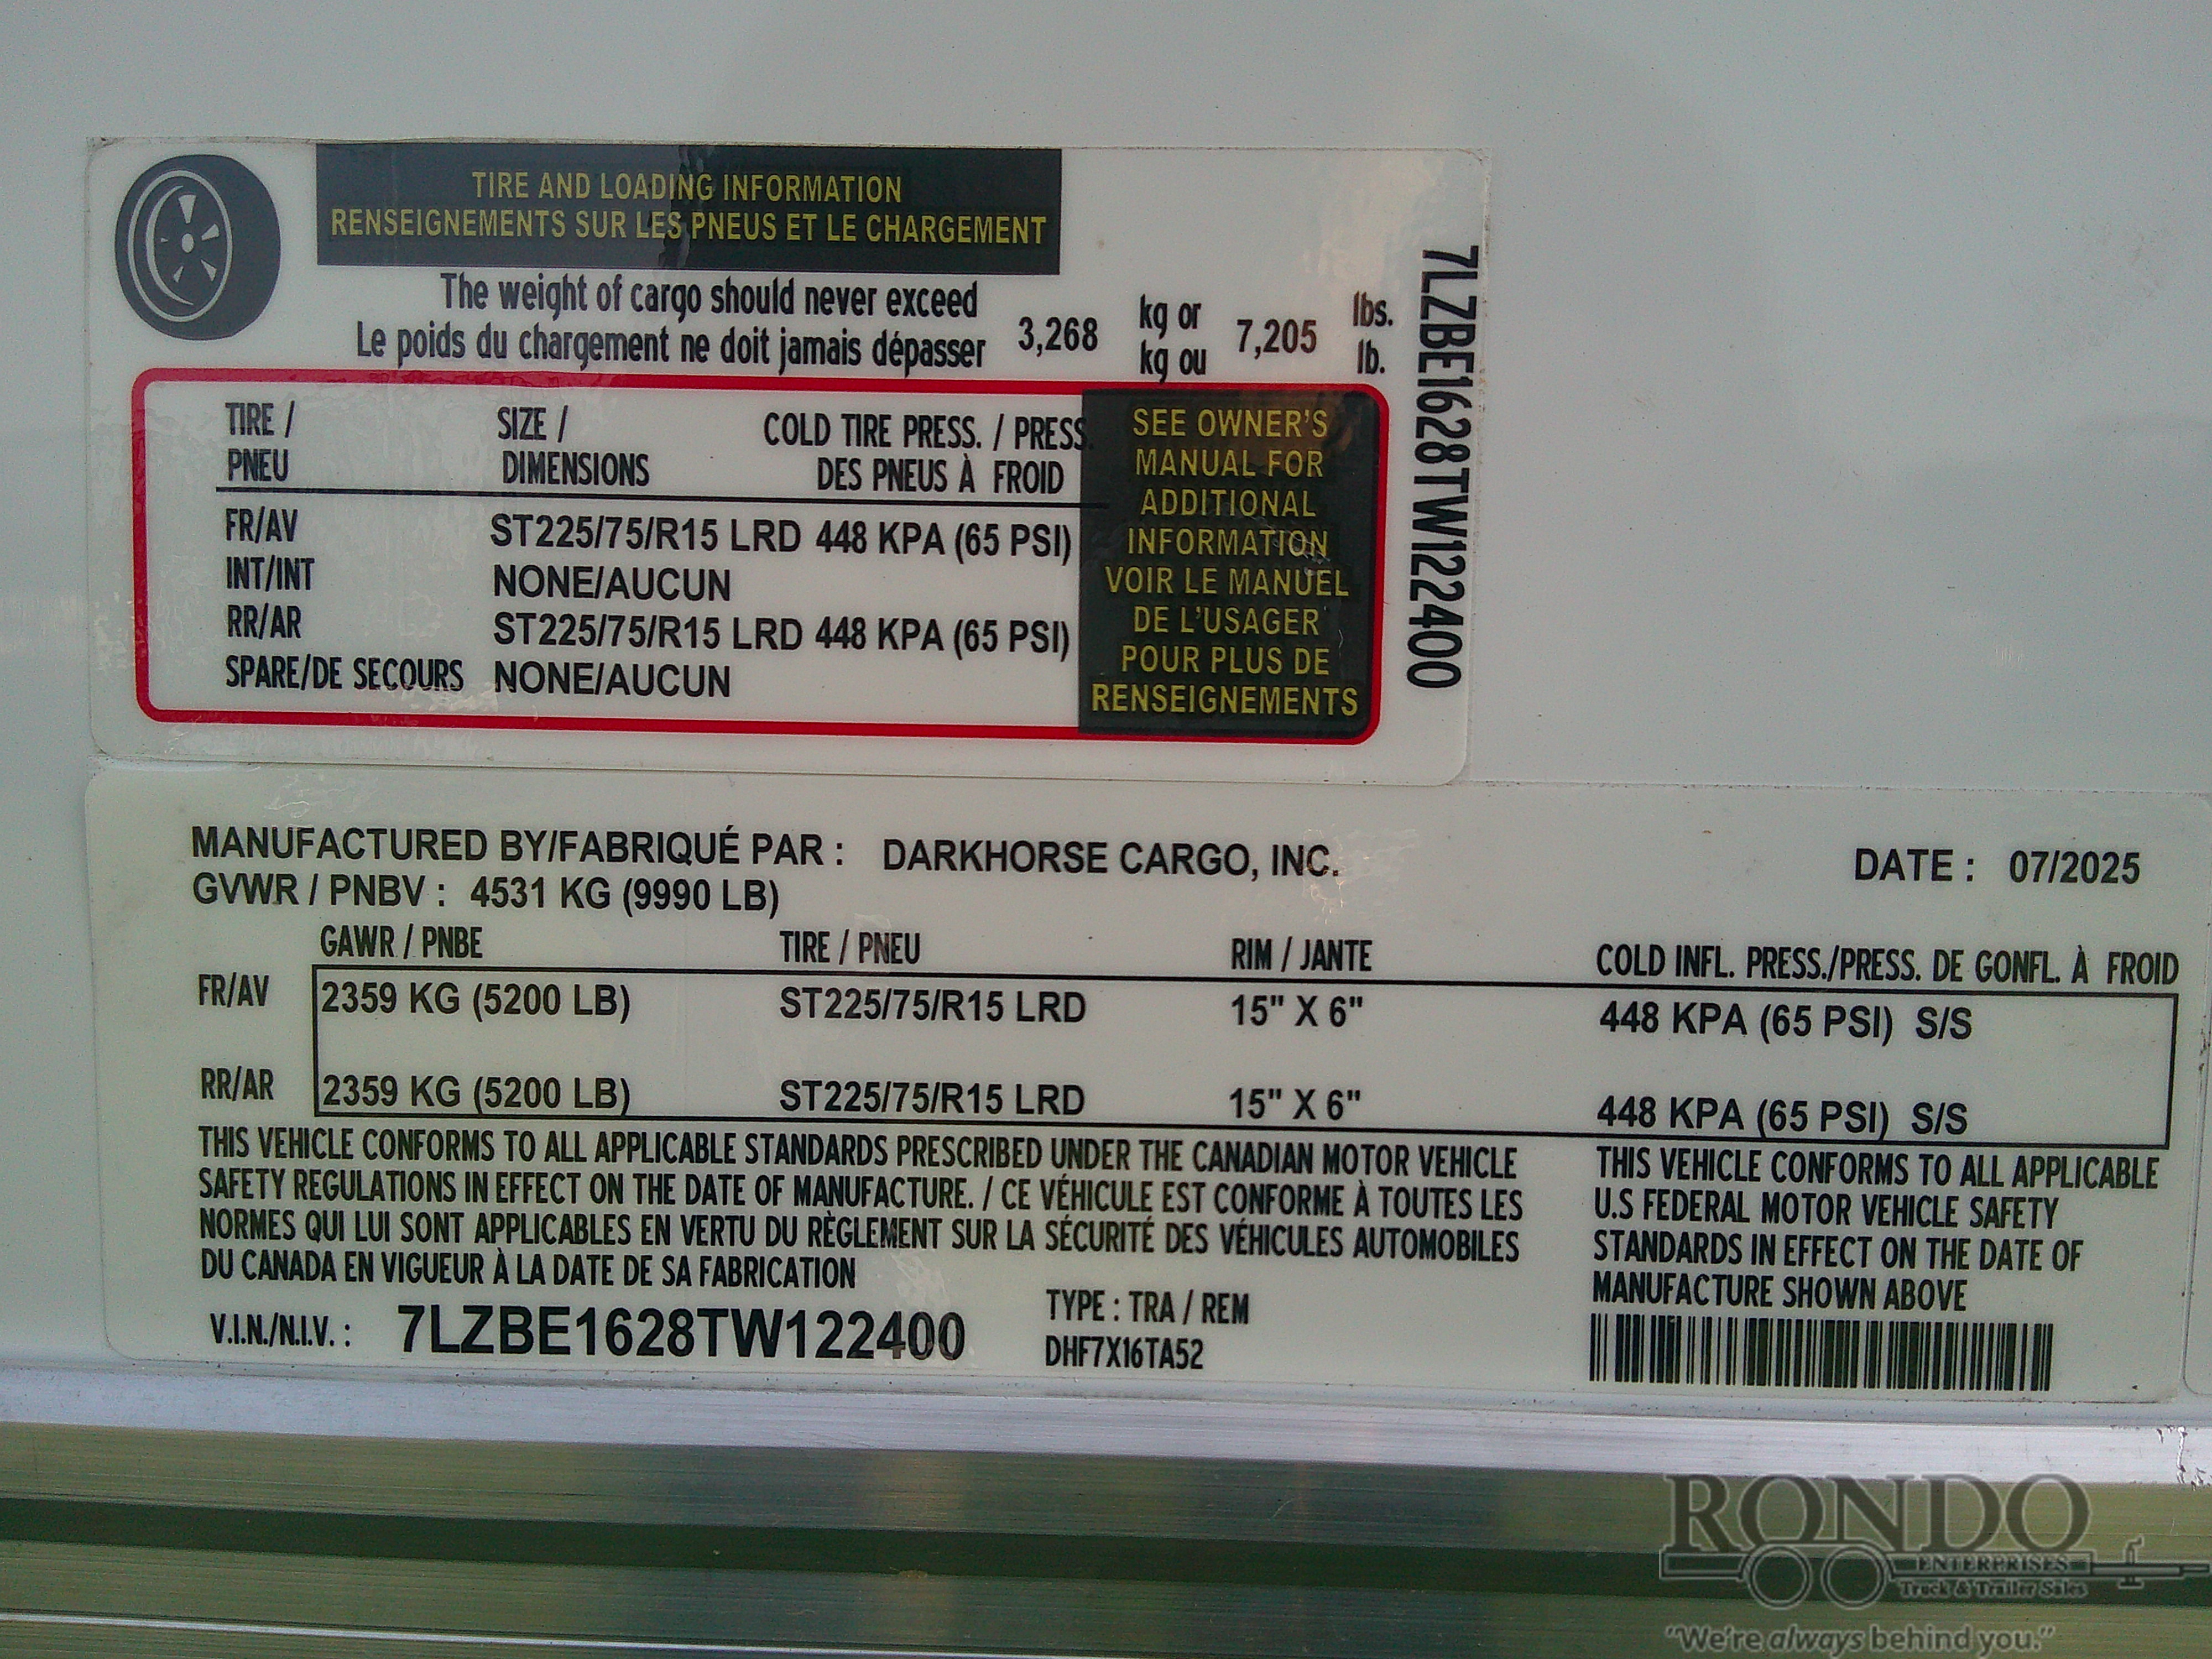 TIRE AND LOADING INFORMATION
RENSEIGNEMENTS SUR LES PNEUS ET LE CHARGEMENT
The weight of cargo should never exceed
Le poids du chargement ne doit jamais dépasser
3,268
kg or
kg ou
7,205
lbs.
lb.
7LZBE1628TW122400
TIRE / SIZE / COLD TIRE PRESS. / PRESS.
PNEU DIMENSIONS DES PNEUS À FROID
FR/AV ST225/75/R15 LRD 448 KPA (65 PSI)
INT/INT NONE/AUCUN
RR/AR ST225/75/R15 LRD 448 KPA (65 PSI)
SPARE/DE SECOURS NONE/AUCUN
SEE OWNER'S
MANUAL FOR
ADDITIONAL
INFORMATION
VOIR LE MANUEL
DE L'USAGER
POUR PLUS DE
RENSEIGNEMENTS
MANUFACTURED BY/FABRIQUÉ PAR : DARKHORSE CARGO, INC. DATE : 07/2025
GVWR / PNBV : 4531 KG (9990 LB)
GAWR / PNBE TIRE / PNEU RIM / JANTE COLD INFL. PRESS./PRESS. DE GONFL. À FROID
FR/AV 2359 KG (5200 LB) ST225/75/R15 LRD 15" X 6" 448 KPA (65 PSI) S/S
RR/AR 2359 KG (5200 LB) ST225/75/R15 LRD 15" X 6" 448 KPA (65 PSI) S/S
THIS VEHICLE CONFORMS TO ALL APPLICABLE STANDARDS PRESCRIBED UNDER THE CANADIAN MOTOR VEHICLE
SAFETY REGULATIONS IN EFFECT ON THE DATE OF MANUFACTURE. / CE VÉHICULE EST CONFORME À TOUTES LES
NORMES QUI LUI SONT APPLICABLES EN VERTU DU RÈGLEMENT SUR LA SÉCURITÉ DES VÉHICULES AUTOMOBILES
DU CANADA EN VIGUEUR À LA DATE DE SA FABRICATION
THIS VEHICLE CONFORMS TO ALL APPLICABLE
U.S FEDERAL MOTOR VEHICLE SAFETY
STANDARDS IN EFFECT ON THE DATE OF
MANUFACTURE SHOWN ABOVE
V.I.N./N.I.V. : 7LZBE1628TW122400
TYPE : TRA / REM
DHF7X16TA52
RONDO
ENTERPRISES
Truck & Trailer Sales
"We're always behind you."